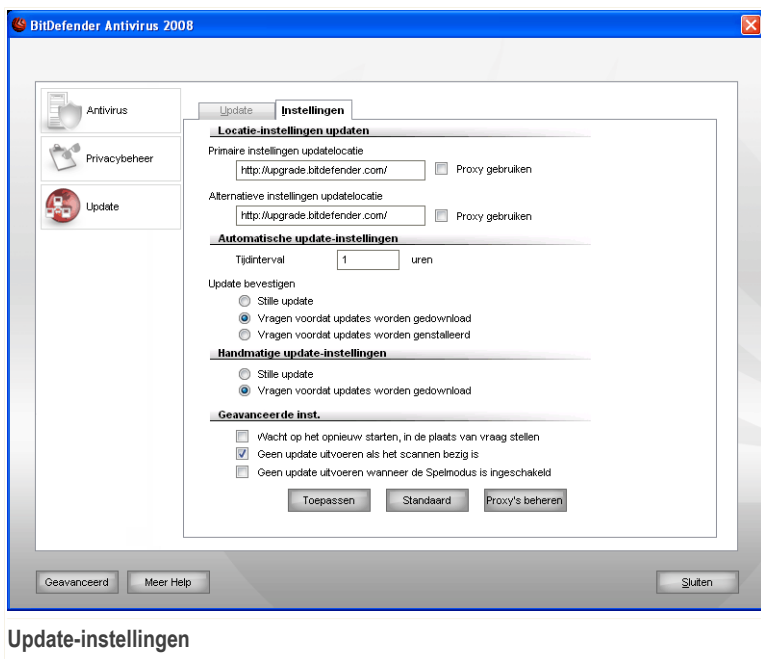 BitDefender Antivirus 2008
Antivirus
Privacybeheer
Update
Update
Instellingen
Locatie-instellingen updaten
Primaire instellingen updatelocatie
http://upgrade.bitdefender.com/
Proxy gebruiken
Alternatieve instellingen updatelocatie
http://upgrade.bitdefender.com/
Proxy gebruiken
Automatische update-instellingen
Tijdinterval 1 uren
Update bevestigen
Stille update
Vragen voordat updates worden gedownload
Vragen voordat updates worden genstalleerd
Handmatige update-instellingen
Stille update
Vragen voordat updates worden gedownload
Geavanceerde inst.
Wacht op het opnieuw starten, in de plaats van vraag stellen
Geen update uitvoeren als het scannen bezig is
Geen update uitvoeren wanneer de Spelmodus is ingeschakeld
Toepassen
Standaard
Proxy's beheren
Geavanceerd
Meer Help
Sluiten
Update-instellingen